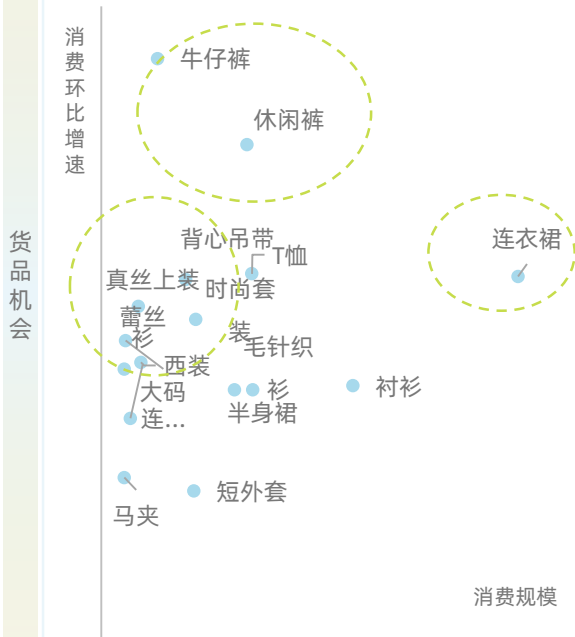 货品机会
消费环比增速
牛仔裤
休闲裤
背心吊带
T恤
连衣裙
真丝上装
时尚套
装
蕾丝
衫
毛针织
衫
西装
大码
连…
衬衫
半身裙
短外套
马夹
消费规模